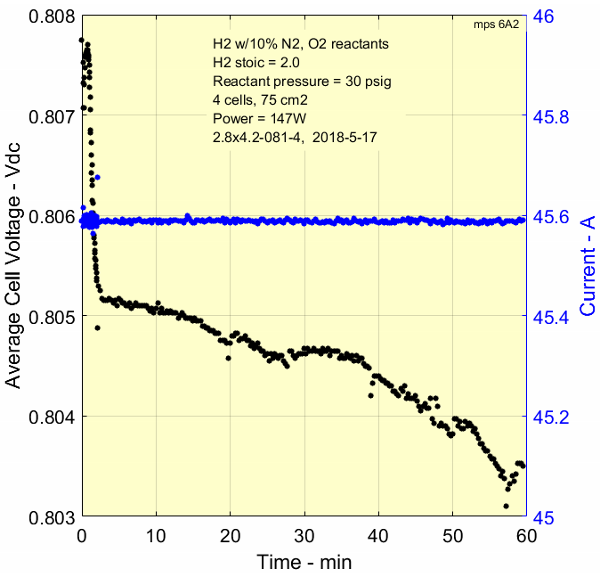 mps 6A2
H2 w/10% N2, O2 reactants
H2 stoic = 2.0
Reactant pressure = 30 psig
4 cells, 75 cm2
Power = 147W
2.8x4.2-081-4,  2018-5-17
Average Cell Voltage - Vdc
0.808
0.807
0.806
0.805
0.804
0.803
46
45.8
45.6
45.4
45.2
45
Current - A
0 10 20 30 40 50 60
Time - min